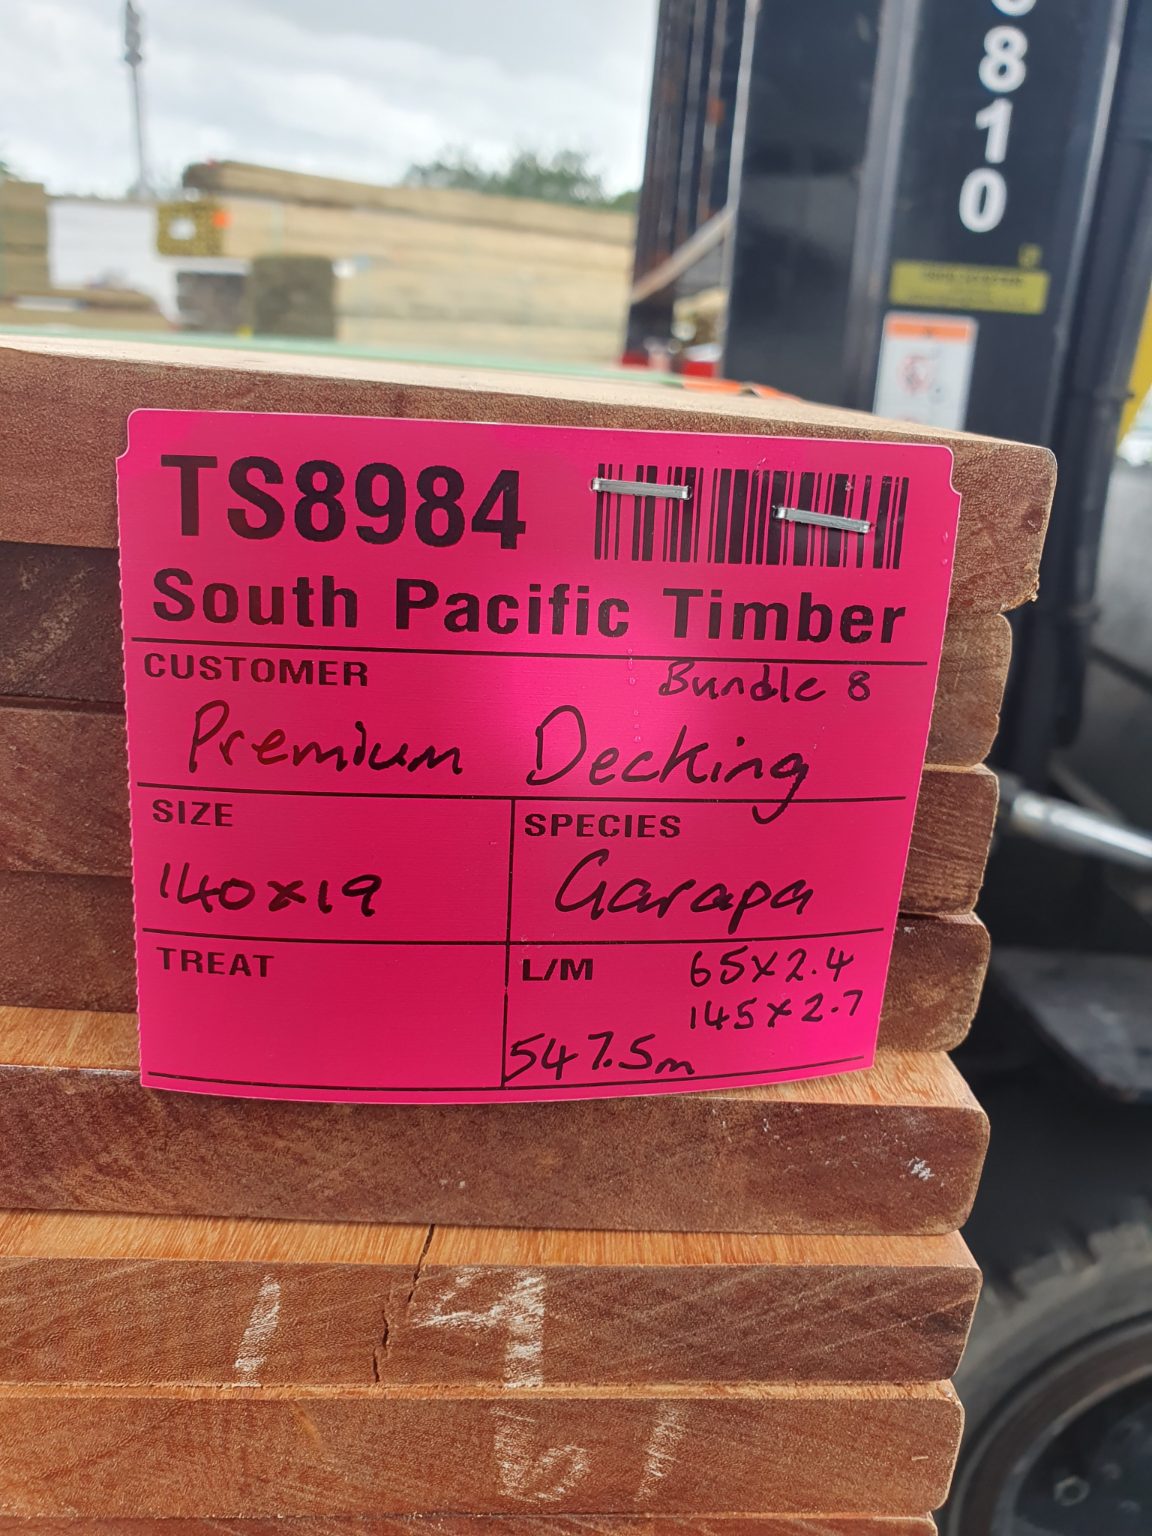 810
TS8984
South Pacific Timber
CUSTOMER
Bundle 8
Premium Decking
SIZE
140x19
SPECIES
Garapa
TREAT
L/M
65x2.4
145x2.7
547.5m